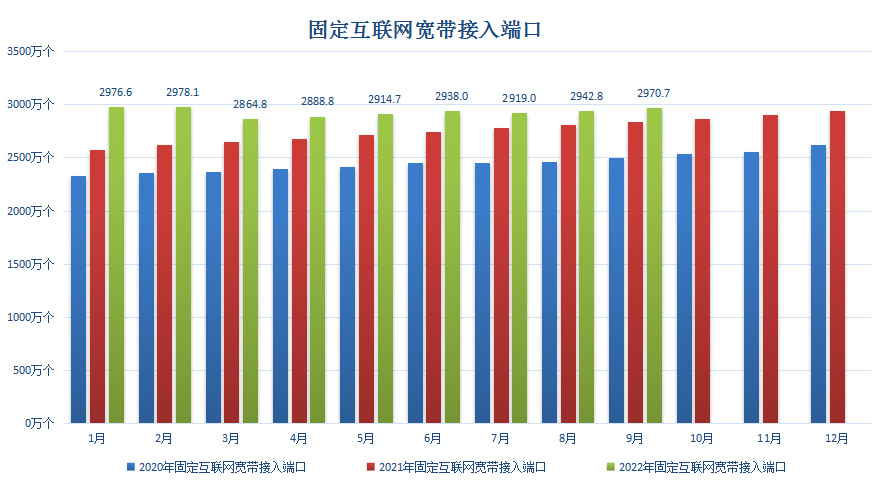 固定互联网宽带接入端口
3500万个
3000万个
2500万个
2000万个
1500万个
1000万个
500万个
0万个
2976.6
2978.1
2864.8
2888.8
2914.7
2938.0
2919.0
2942.8
2970.7
1月
2月
3月
4月
5月
6月
7月
8月
9月
10月
11月
12月
2020年固定互联网宽带接入端口
2021年固定互联网宽带接入端口
2022年固定互联网宽带接入端口